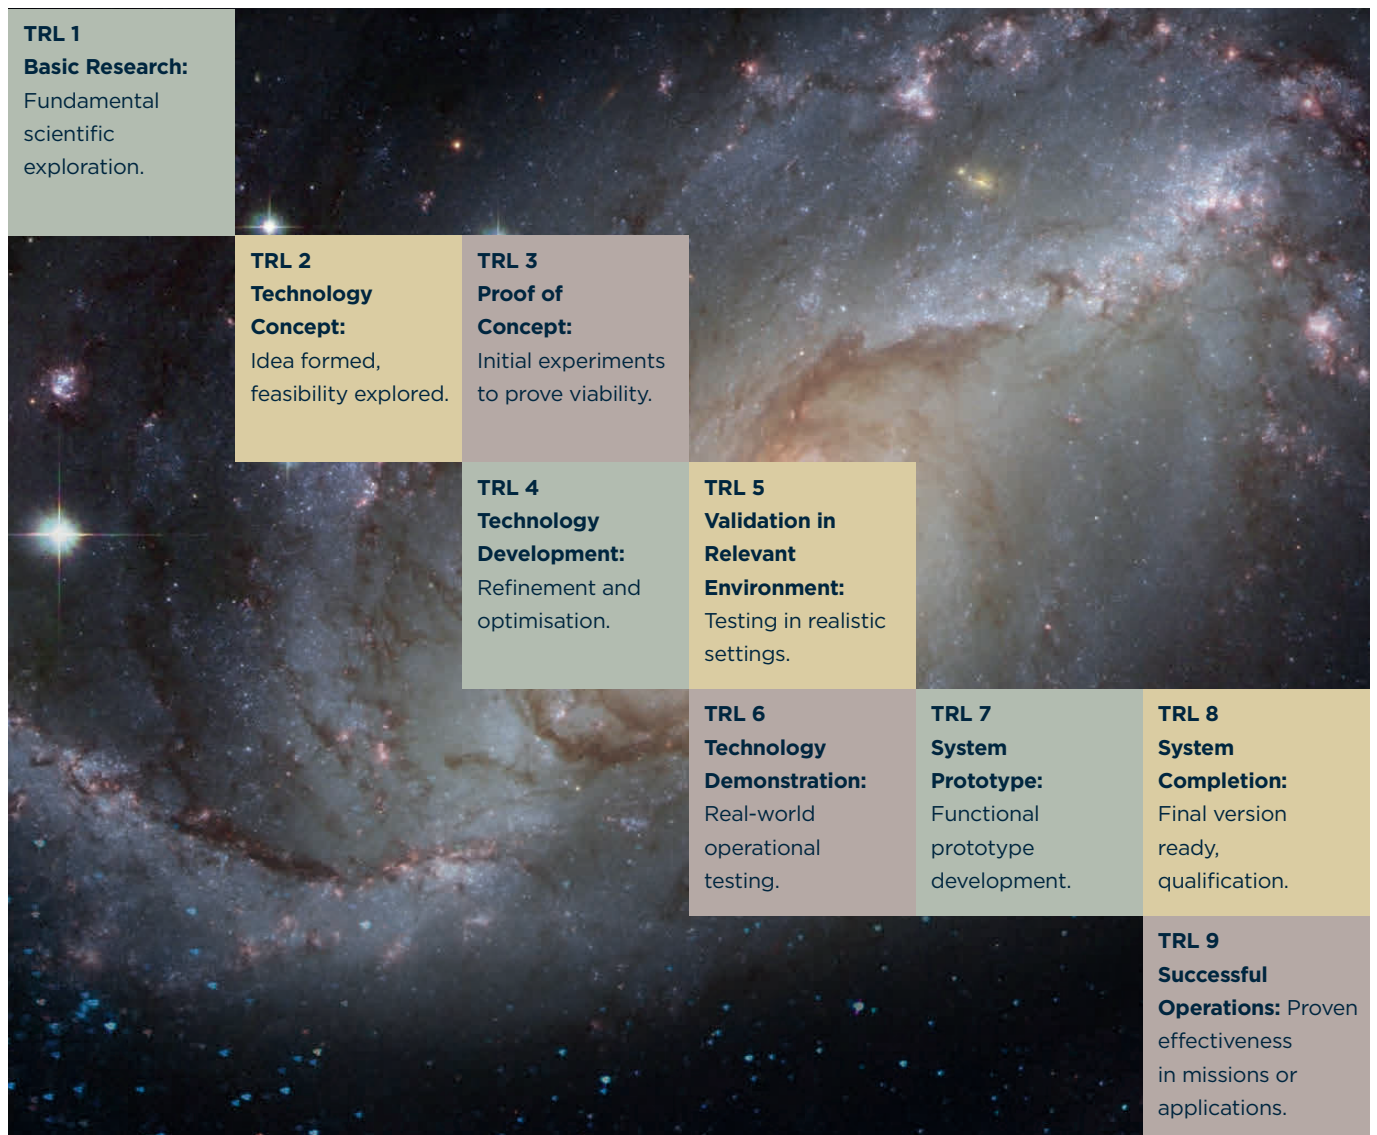 TRL 1
Basic Research:
Fundamental
scientific
exploration.
TRL 2
Technology
Concept:
Idea formed,
feasibility explored.
TRL 3
Proof of
Concept:
Initial experiments
to prove viability.
TRL 4
Technology
Development:
Refinement and
optimisation.
TRL 5
Validation in
Relevant
Environment:
Testing in realistic
settings.
TRL 6
Technology
Demonstration:
Real-world
operational
testing.
TRL 7
System
Prototype:
Functional
prototype
development.
TRL 8
System
Completion:
Final version
ready,
qualification.
TRL 9
Successful
Operations: Proven
effectiveness
in missions or
applications.